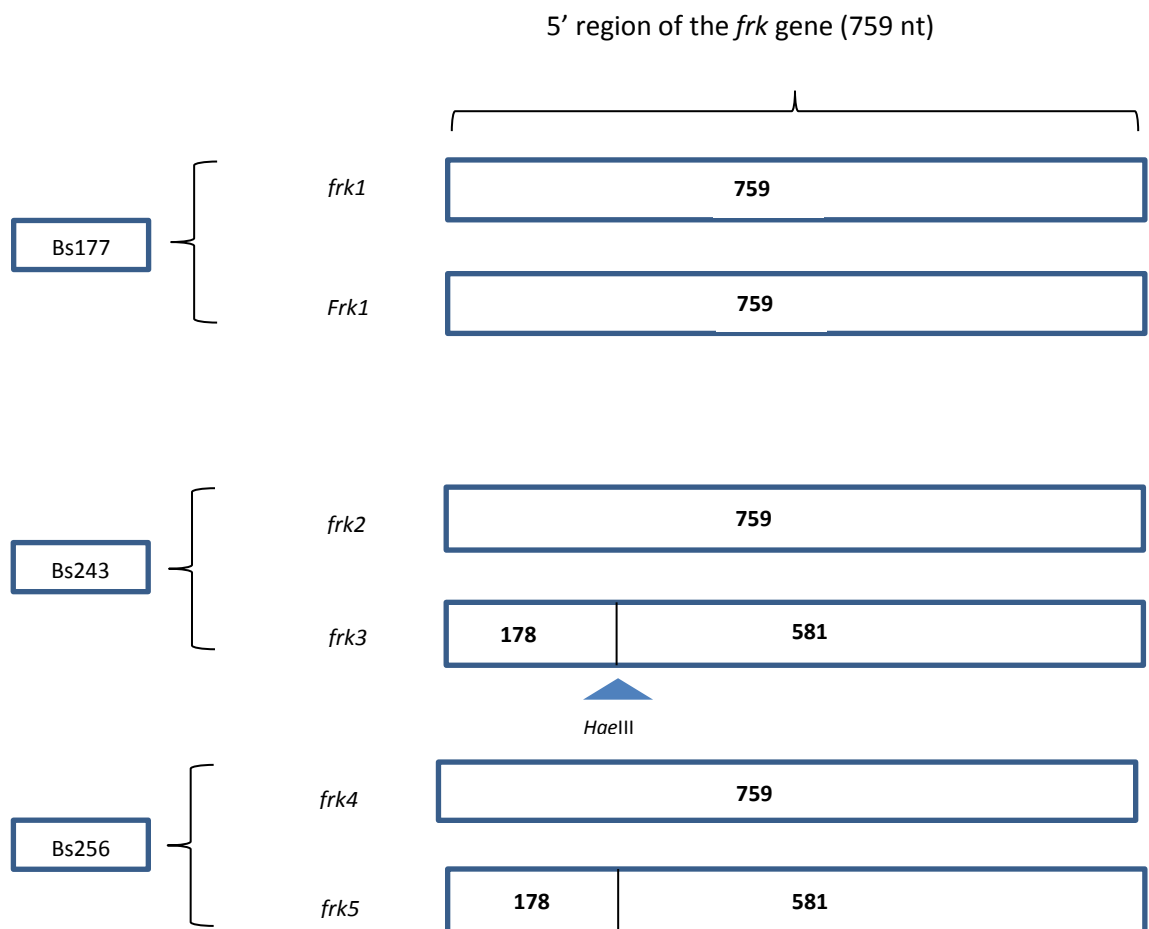 5’ region of the frk gene (759 nt)
frk1
759
Bs177
Frk1
759
frk2
759
Bs243
frk3
178
581
HaeIII
frk4
759
Bs256
frk5
178
581